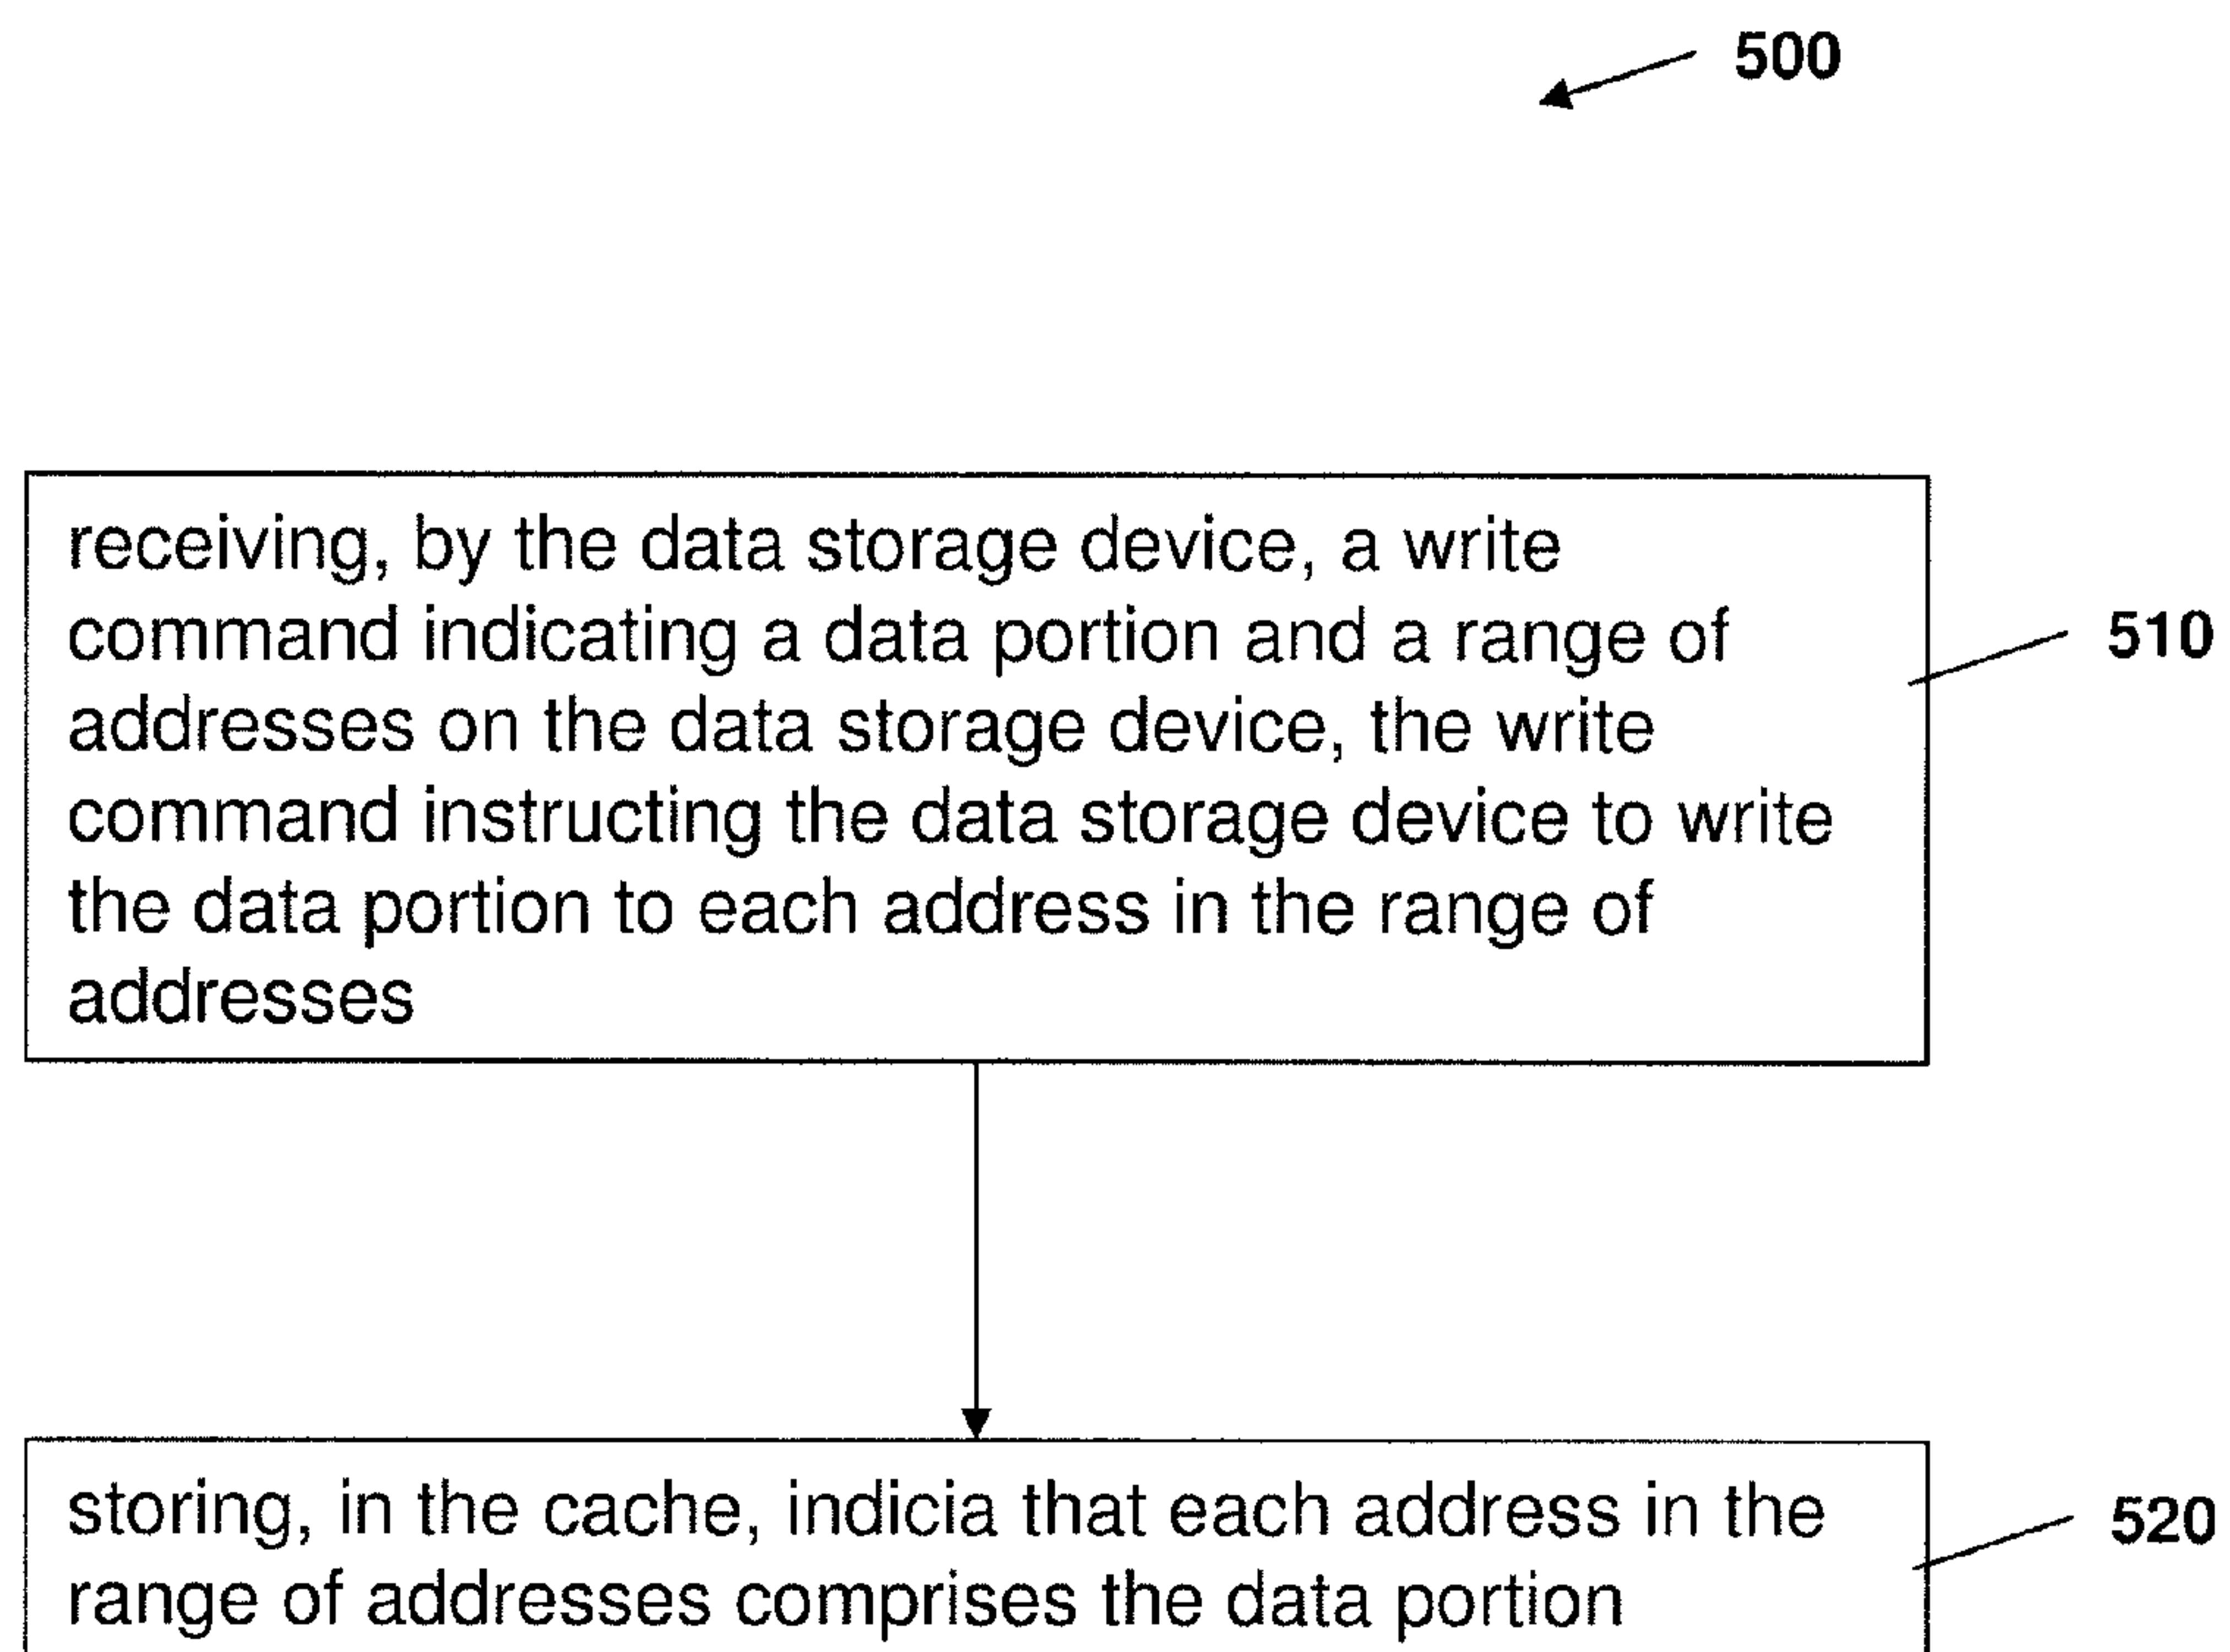 500
receiving, by the data storage device, a write
command indicating a data portion and a range of
addresses on the data storage device, the write
command instructing the data storage device to write
the data portion to each address in the range of
addresses
510
storing, in the cache, indicia that each address in the
range of addresses comprises the data portion
520